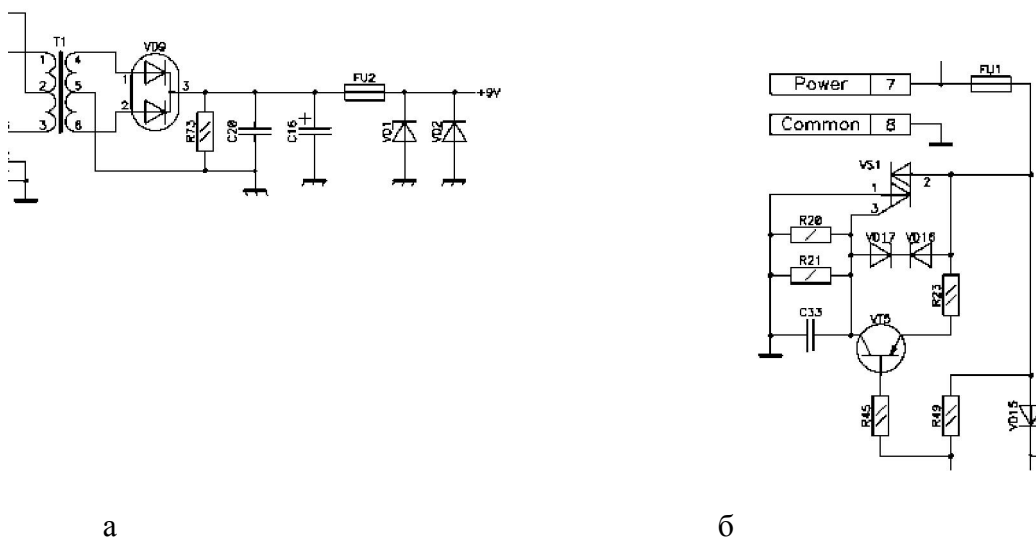 T1
VD9
1
4
1
3
2
5
2
3
6
R73
C20
+
C16
FU2
VD1
VD2
+9V
FU1
Power 7
Common 8
VS1
1
2
3
R20
VD17
VD16
R21
R23
C33
VT5
R45
R49
VD15
а
б